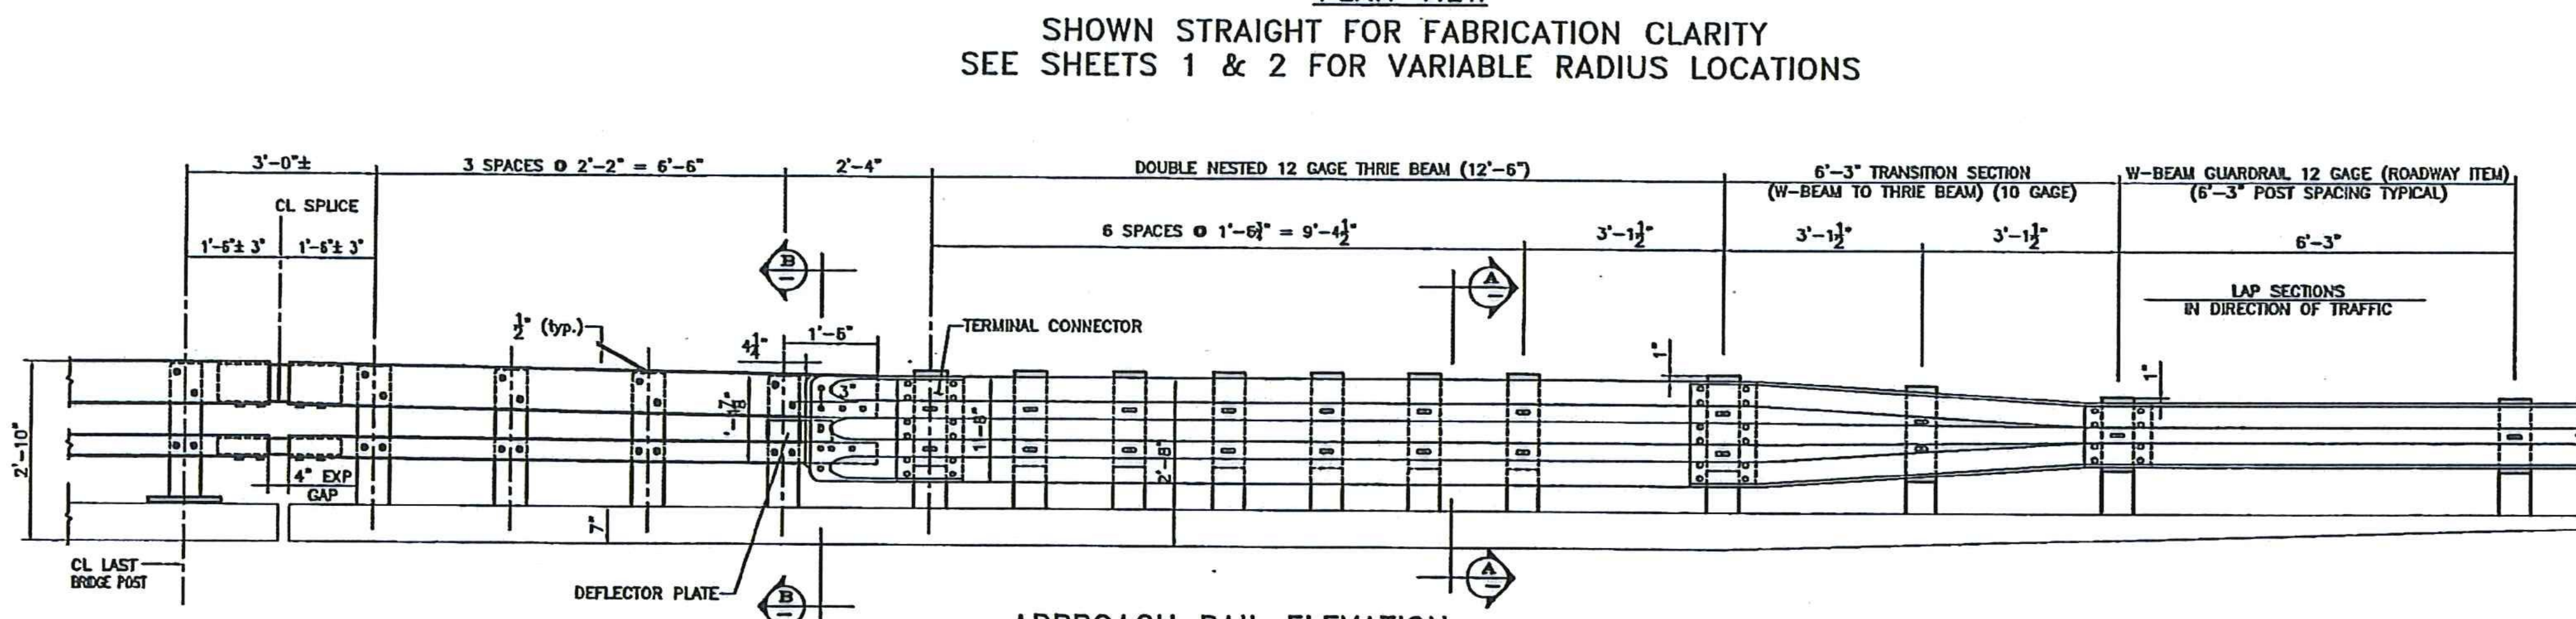 SHOWN STRAIGHT FOR FABRICATION CLARITY
SEE SHEETS 1 & 2 FOR VARIABLE RADIUS LOCATIONS
3'-0"±
3 SPACES @ 2'-2" = 6'-6"
2'-4"
DOUBLE NESTED 12 GAGE THRIE BEAM (12'-6")
6'-3" TRANSITION SECTION
(W-BEAM TO THRIE BEAM) (10 GAGE)
W-BEAM GUARDRAIL 12 GAGE (ROADWAY ITEM)
(6'-3" POST SPACING TYPICAL)
CL SPLICE
1'-6"± 3"
1'-6"± 3"
6 SPACES @ 1'-6¾" = 9'-4½"
3'-1½"
3'-1½"
3'-1½"
6'-3"
B
A
LAP SECTIONS
IN DIRECTION OF TRAFFIC
½" (typ.)
4¼"
1'-6"
TERMINAL CONNECTOR
1"
1"
3"
1'-8"
2'-8"
2'-10"
4" EXP
GAP
7"
CL LAST
BRIDGE POST
DEFLECTOR PLATE
B
A
APPROACH RAIL ELEVATION